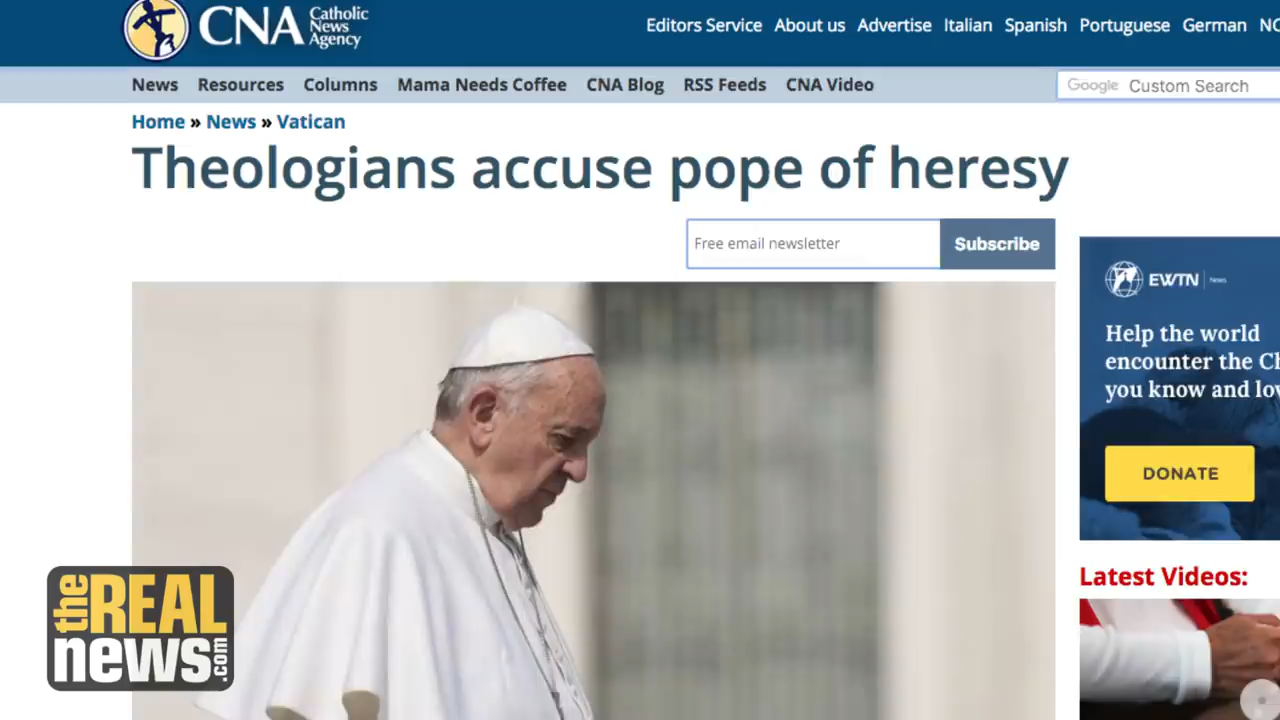 CNA Catholic
News
Agency
Editors Service About us Advertise Italian Spanish Portuguese German
News Resources Columns Mama Needs Coffee CNA Blog RSS Feeds CNA Video
Google Custom Search
Home » News » Vatican
Theologians accuse pope of heresy
Free email newsletter Subscribe
EWTN News
Help the world
encounter the
you know and
DONATE
Latest Videos:
the REAL
news.com